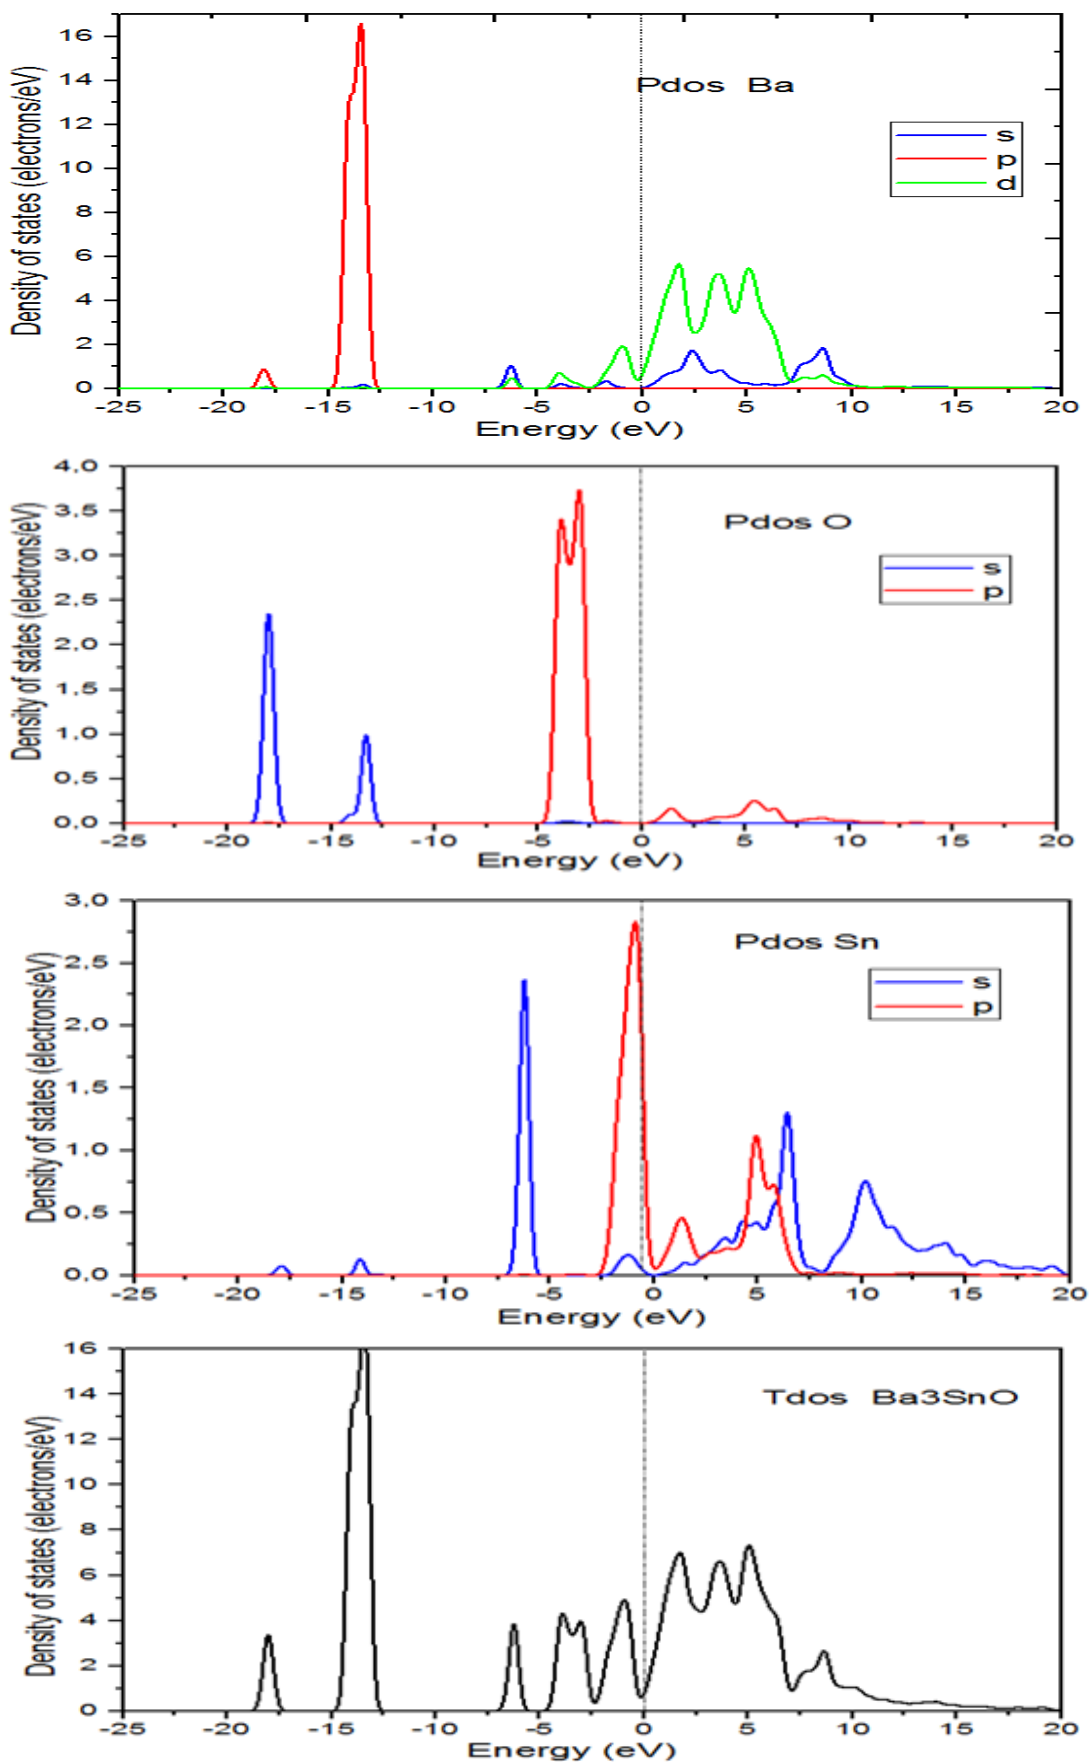 Density of states (electrons/eV)
16
14
12
10
8
6
4
2
0
Pdos Ba
s
p
d
-25 -20 -15 -10 -5 0 5 10 15 20
Energy (eV)
Density of states (electrons/eV)
4.0
3.5
3.0
2.5
2.0
1.5
1.0
0.5
0.0
Pdos O
s
p
-25 -20 -15 -10 -5 0 5 10 15 20
Energy (eV)
Density of states (electrons/eV)
3.0
2.5
2.0
1.5
1.0
0.5
0.0
Pdos Sn
s
p
-25 -20 -15 -10 -5 0 5 10 15 20
Energy (eV)
Density of states (electrons/eV)
16
14
12
10
8
6
4
2
0
Tdos Ba3SnO
-25 -20 -15 -10 -5 0 5 10 15 20
Energy (eV)